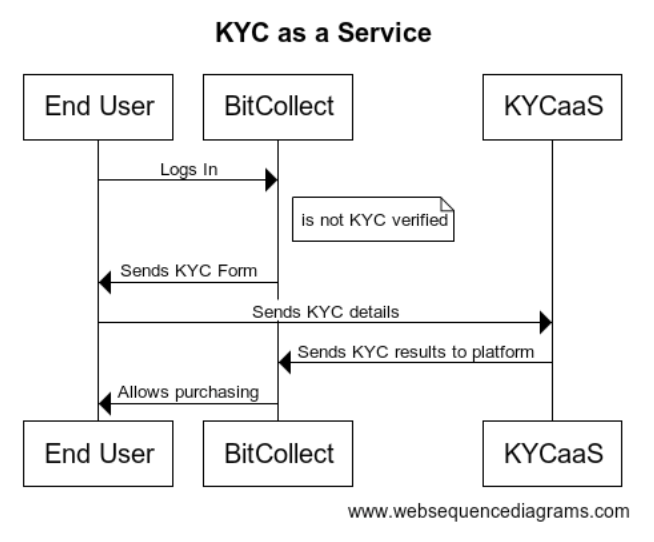 KYC as a Service
End User
BitCollect
KYCaaS
Logs In
is not KYC verified
Sends KYC Form
Sends KYC details
Sends KYC results to platform
Allows purchasing
End User
BitCollect
KYCaaS
www.websequencediagrams.com